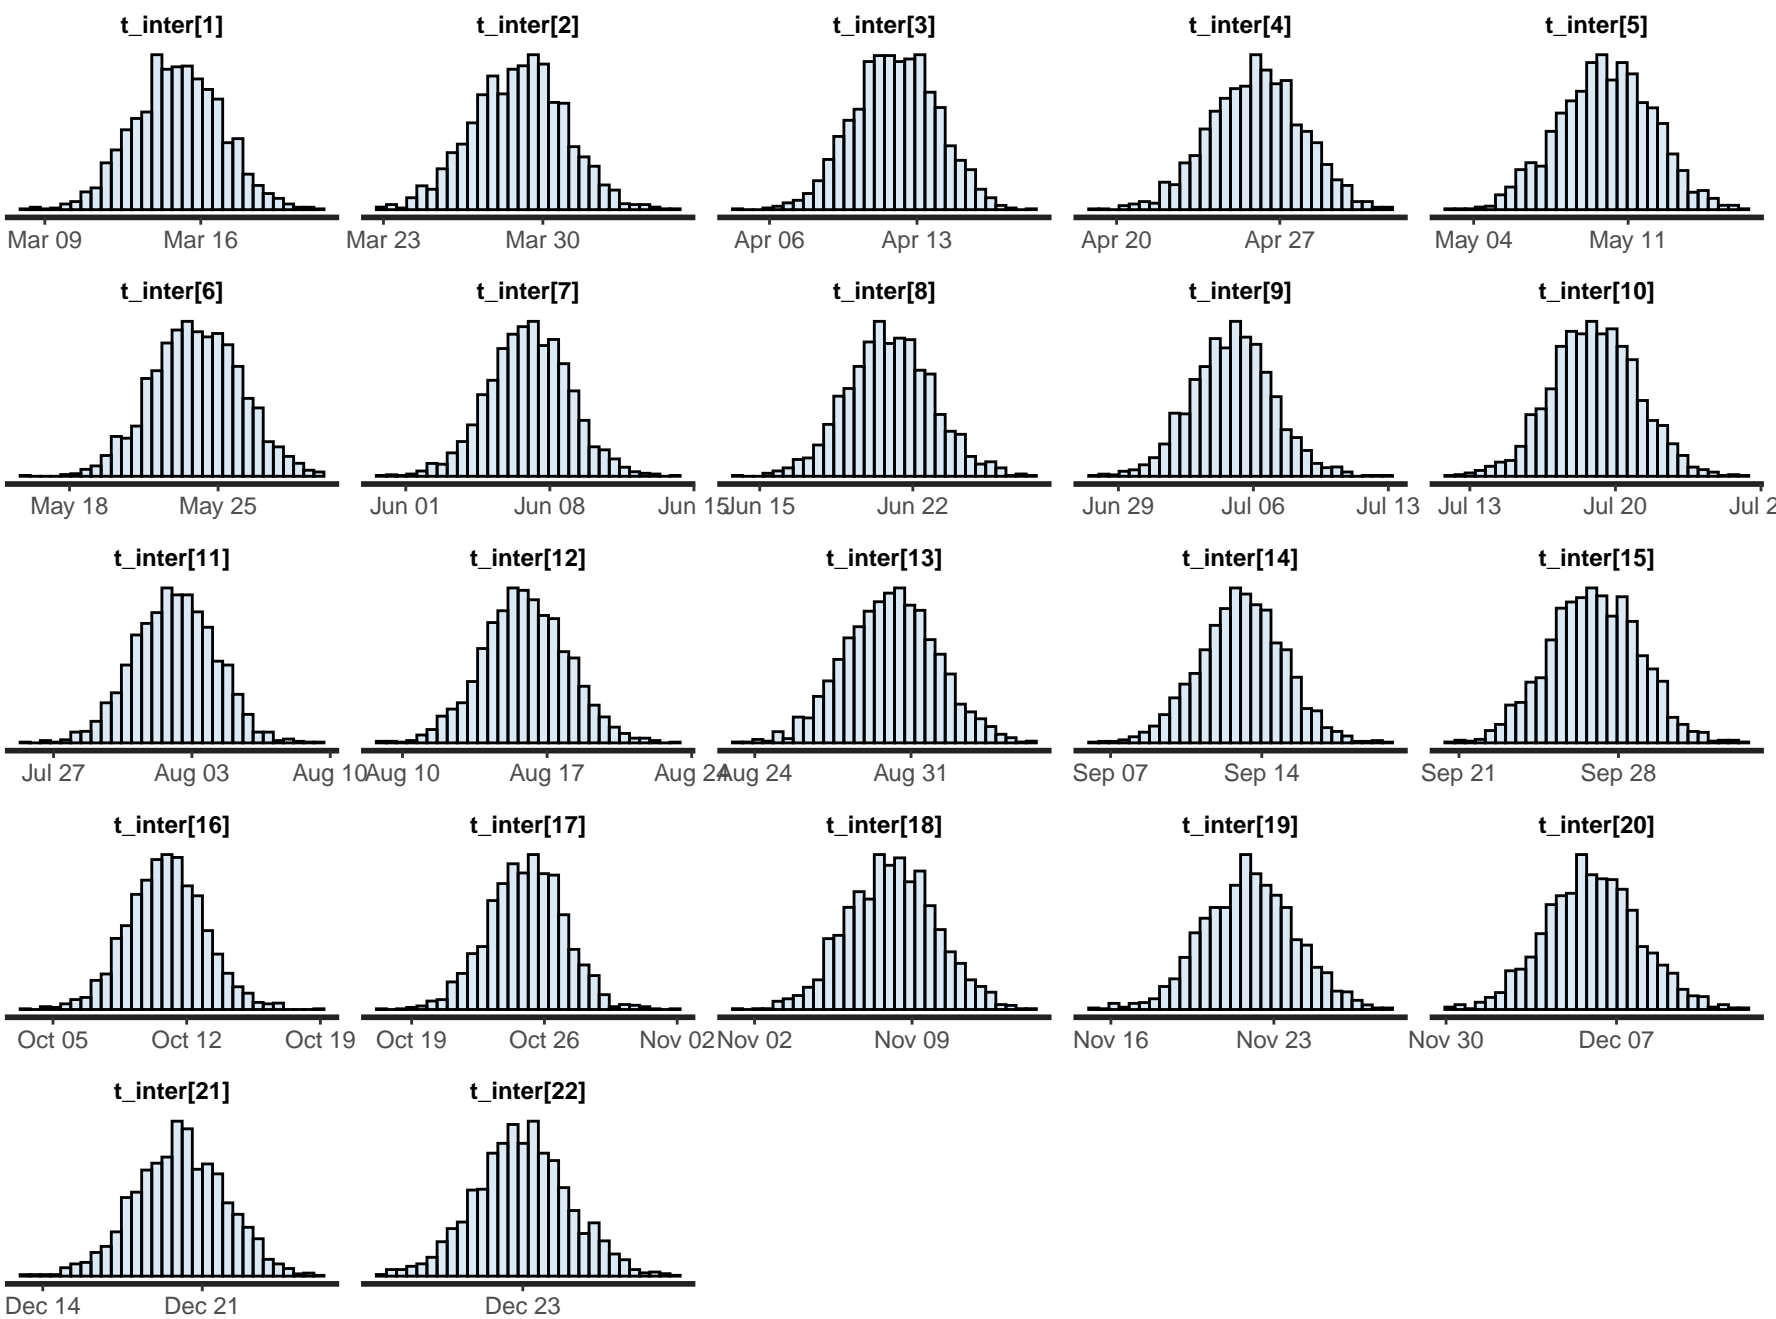 t_inter[1] t_inter[2] t_inter[3] t_inter[4] t_inter[5]
Mar 09 Mar 16 Mar 23 Mar 30 Apr 06 Apr 13 Apr 20 Apr 27 May 04 May 11
t_inter[6] t_inter[7] t_inter[8] t_inter[9] t_inter[10]
May 18 May 25 Jun 01 Jun 08 Jun 15 Jun 15 Jun 22 Jun 29 Jul 06 Jul 13 Jul 13 Jul 20 Jul 2
t_inter[11] t_inter[12] t_inter[13] t_inter[14] t_inter[15]
Jul 27 Aug 03 Aug 10 Aug 10 Aug 17 Aug 24 Aug 24 Aug 31 Sep 07 Sep 14 Sep 21 Sep 28
t_inter[16] t_inter[17] t_inter[18] t_inter[19] t_inter[20]
Oct 05 Oct 12 Oct 19 Oct 19 Oct 26 Nov 02 Nov 02 Nov 09 Nov 16 Nov 23 Nov 30 Dec 07
t_inter[21] t_inter[22]
Dec 14 Dec 21 Dec 23